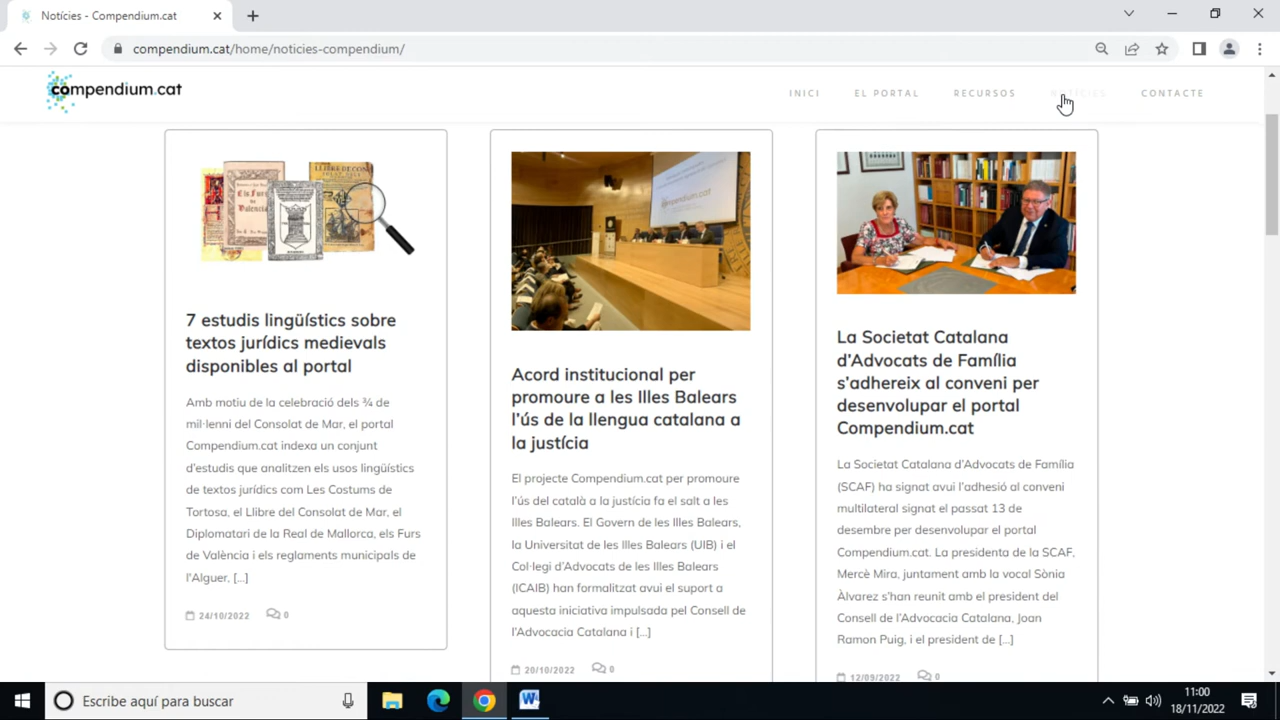 Notícies - Compendium.cat
compendium.cat/home/noticies-compendium/
compendium.cat
INICI
EL PORTAL
RECURSOS
NOTÍCIES
CONTACTE
7 estudis lingüístics sobre
textos jurídics medievals
disponibles al portal
Amb motiu de la celebració dels ¾ de
mil·lenni del Consolat de Mar, el portal
Compendium.cat indexa un conjunt
d'estudis que analitzen els usos lingüístics
de textos jurídics com Les Costums de
Tortosa, el Llibre del Consolat de Mar, el
Diplomatari de la Real de Mallorca, els Furs
de València i els reglaments municipals de
l'Alguer, [...]
24/10/2022 0
compendium.cat
Acord institucional per
promoure a les Illes Balears
l'ús de la llengua catalana a
la justícia
El projecte Compendium.cat per promoure
l'ús del català a la justícia fa el salt a les
Illes Balears. El Govern de les Illes Balears,
la Universitat de les Illes Balears (UIB) i el
Col·legi d'Advocats de les Illes Balears
(ICAIB) han formalitzat avui el suport a
aquesta iniciativa impulsada pel Consell de
l'Advocacia Catalana i [...]
20/10/2022 0
La Societat Catalana
d'Advocats de Família
s'adhereix al conveni per
desenvolupar el portal
Compendium.cat
La Societat Catalana d'Advocats de Família
(SCAF) ha signat avui l'adhesió al conveni
multilateral signat el passat 13 de
desembre per desenvolupar el portal
Compendium.cat. La presidenta de la SCAF,
Mercè Mira, juntament amb la vocal Sònia
Àlvarez s'han reunit amb el president del
Consell de l'Advocacia Catalana, Joan
Ramon Puig, i el president de [...]
12/09/2022 0
Escribe aquí para buscar
11:00
18/11/2022